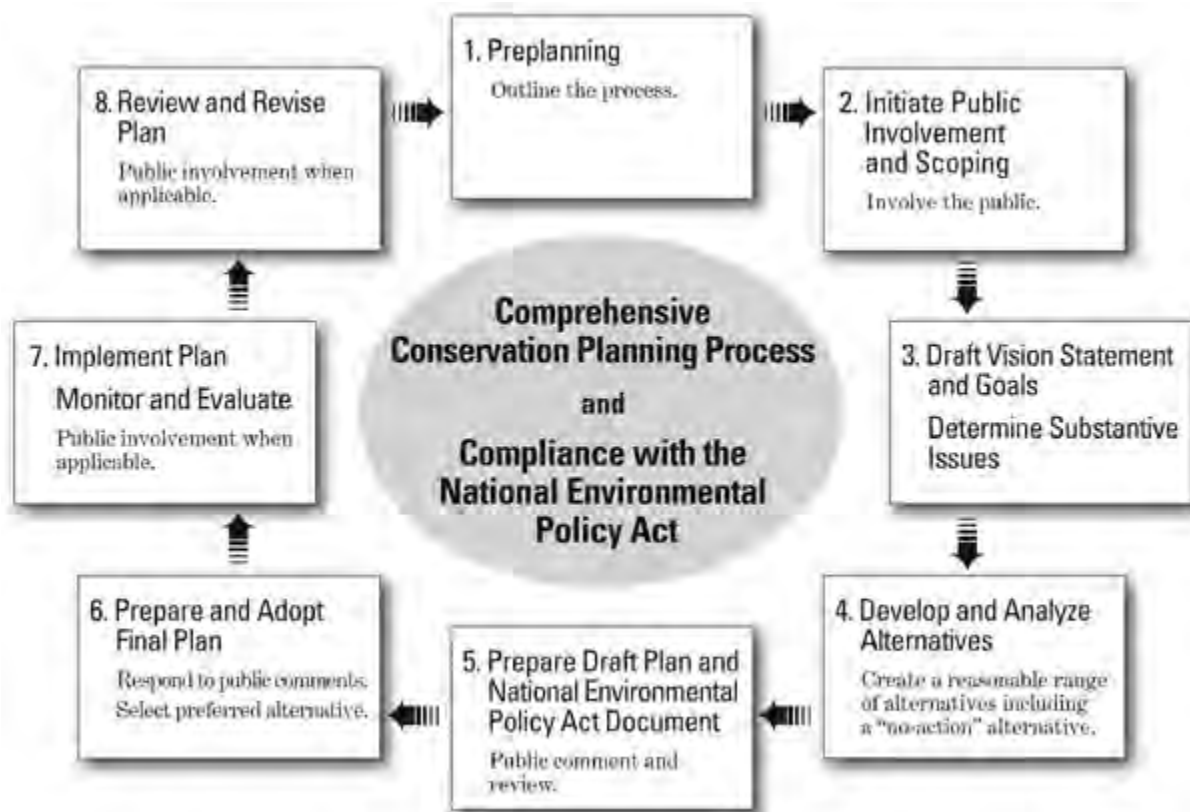 1. Preplanning
Outline the process.
2. Initiate Public
Involvement
and Scoping
Involve the public.
3. Draft Vision Statement
and Goals
Determine Substantive
Issues
4. Develop and Analyze
Alternatives
Create a reasonable range
of alternatives including
a "no-action" alternative.
5. Prepare Draft Plan and
National Environmental
Policy Act Document
Public comment and
review.
6. Prepare and Adopt
Final Plan
Respond to public comments.
Select preferred alternative.
7. Implement Plan
Monitor and Evaluate
Public involvement when
applicable.
8. Review and Revise
Plan
Public involvement when
applicable.
Comprehensive
Conservation Planning Process
and
Compliance with the
National Environmental
Policy Act